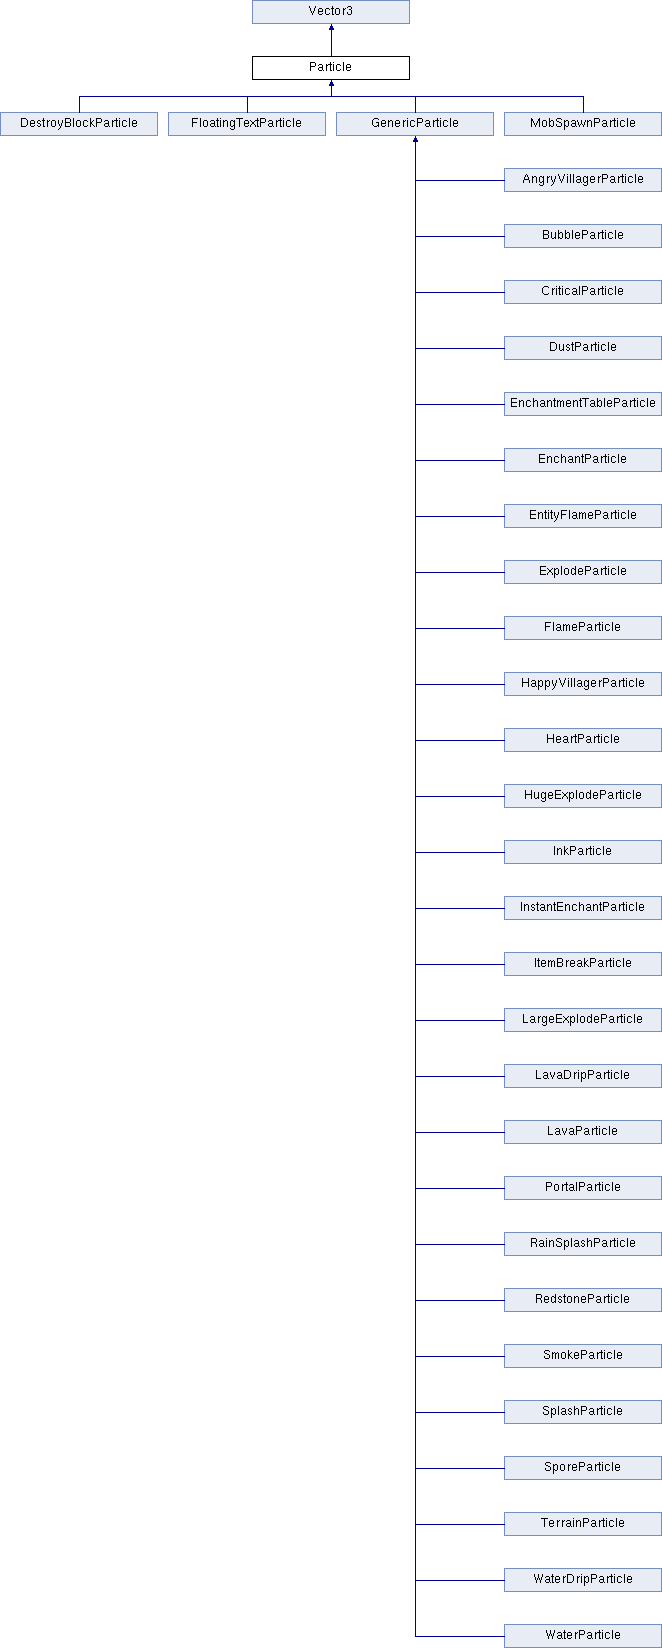 Vector3
Particle
DestroyBlockParticle
FloatingTextParticle
GenericParticle
MobSpawnParticle
AngryVillagerParticle
BubbleParticle
CriticalParticle
DustParticle
EnchantmentTableParticle
EnchantParticle
EntityFlameParticle
ExplodeParticle
FlameParticle
HappyVillagerParticle
HeartParticle
HugeExplodeParticle
InkParticle
InstantEnchantParticle
ItemBreakParticle
LargeExplodeParticle
LavaDripParticle
LavaParticle
PortalParticle
RainSplashParticle
RedstoneParticle
SmokeParticle
SplashParticle
SporeParticle
TerrainParticle
WaterDripParticle
WaterParticle